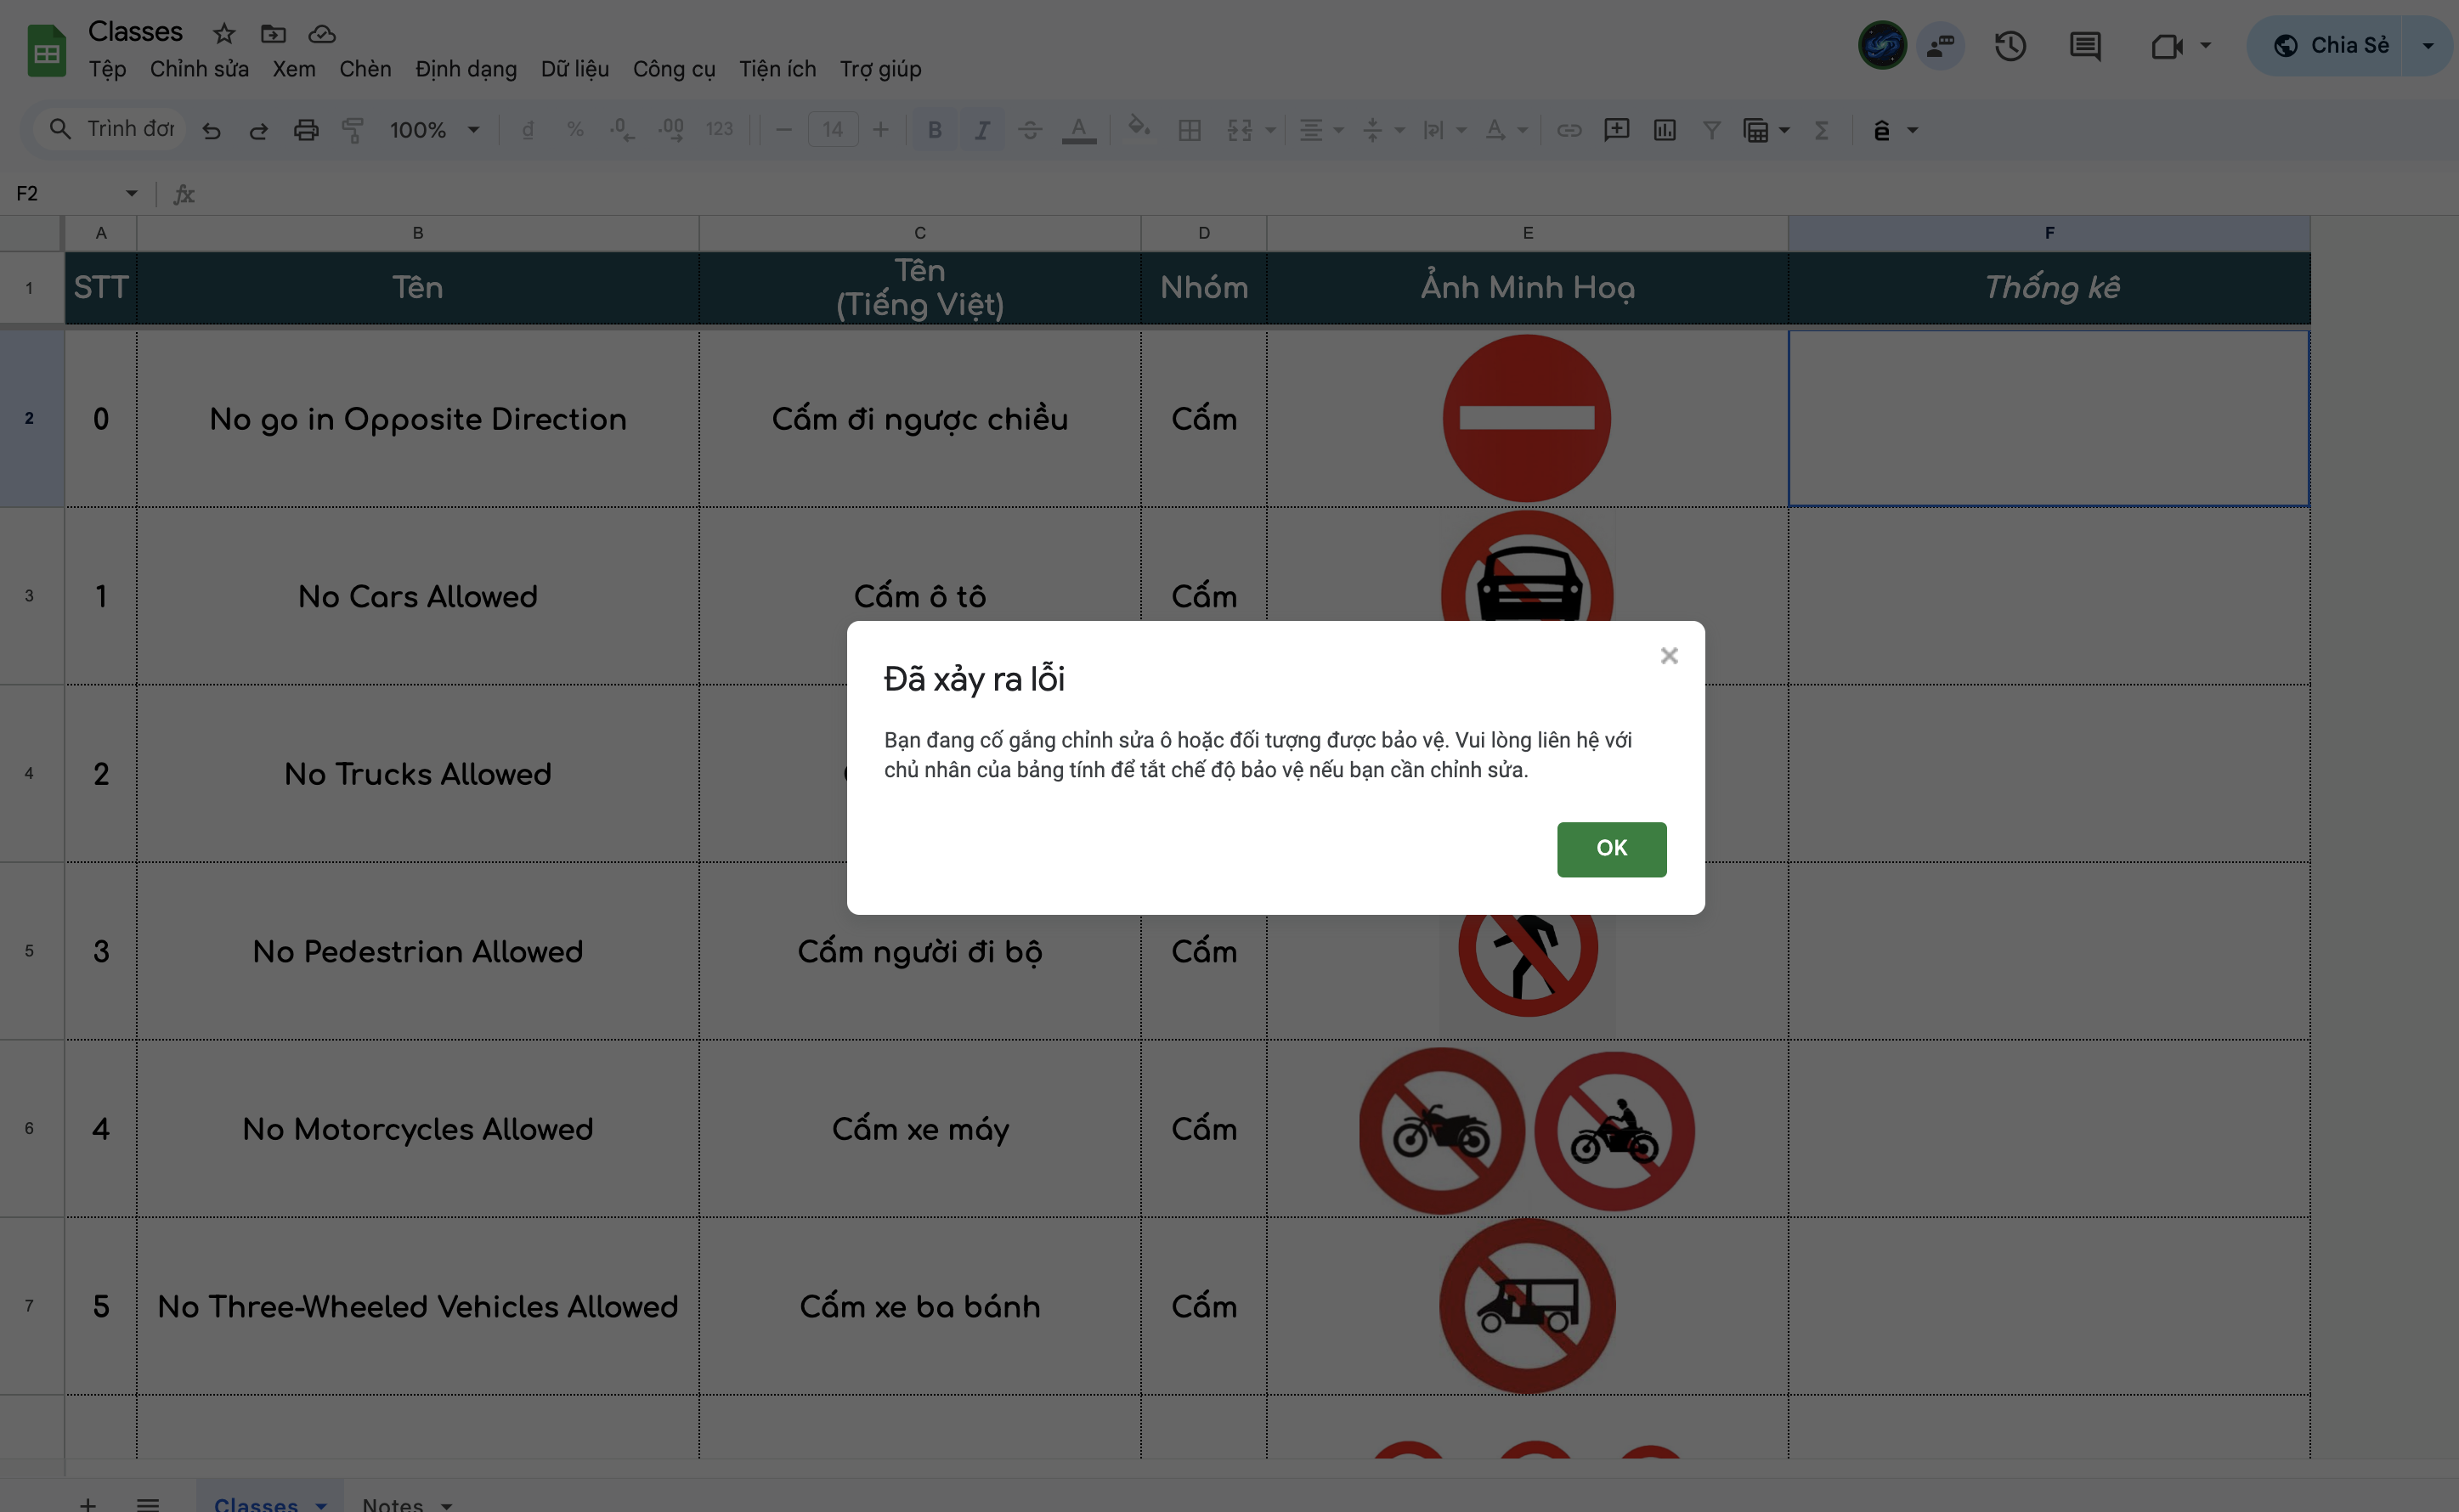 Classes
Tệp Chỉnh sửa Xem Chèn Định dạng Dữ liệu Công cụ Tiện ích Trợ giúp
Chia Sẻ
Trình đơn
100% đ % .0 .00 123 14 B I A
F2 fx
A B C D E F
1 STT Tên Tên (Tiếng Việt) Nhóm Ảnh Minh Hoạ Thống kê
2 0 No go in Opposite Direction Cấm đi ngược chiều Cấm
3 1 No Cars Allowed Cấm ô tô Cấm
Đã xảy ra lỗi
Bạn đang cố gắng chỉnh sửa ô hoặc đối tượng được bảo vệ. Vui lòng liên hệ với
chủ nhân của bảng tính để tắt chế độ bảo vệ nếu bạn cần chỉnh sửa.
OK
4 2 No Trucks Allowed
5 3 No Pedestrian Allowed Cấm người đi bộ Cấm
6 4 No Motorcycles Allowed Cấm xe máy Cấm
7 5 No Three-Wheeled Vehicles Allowed Cấm xe ba bánh Cấm
Classes Notes